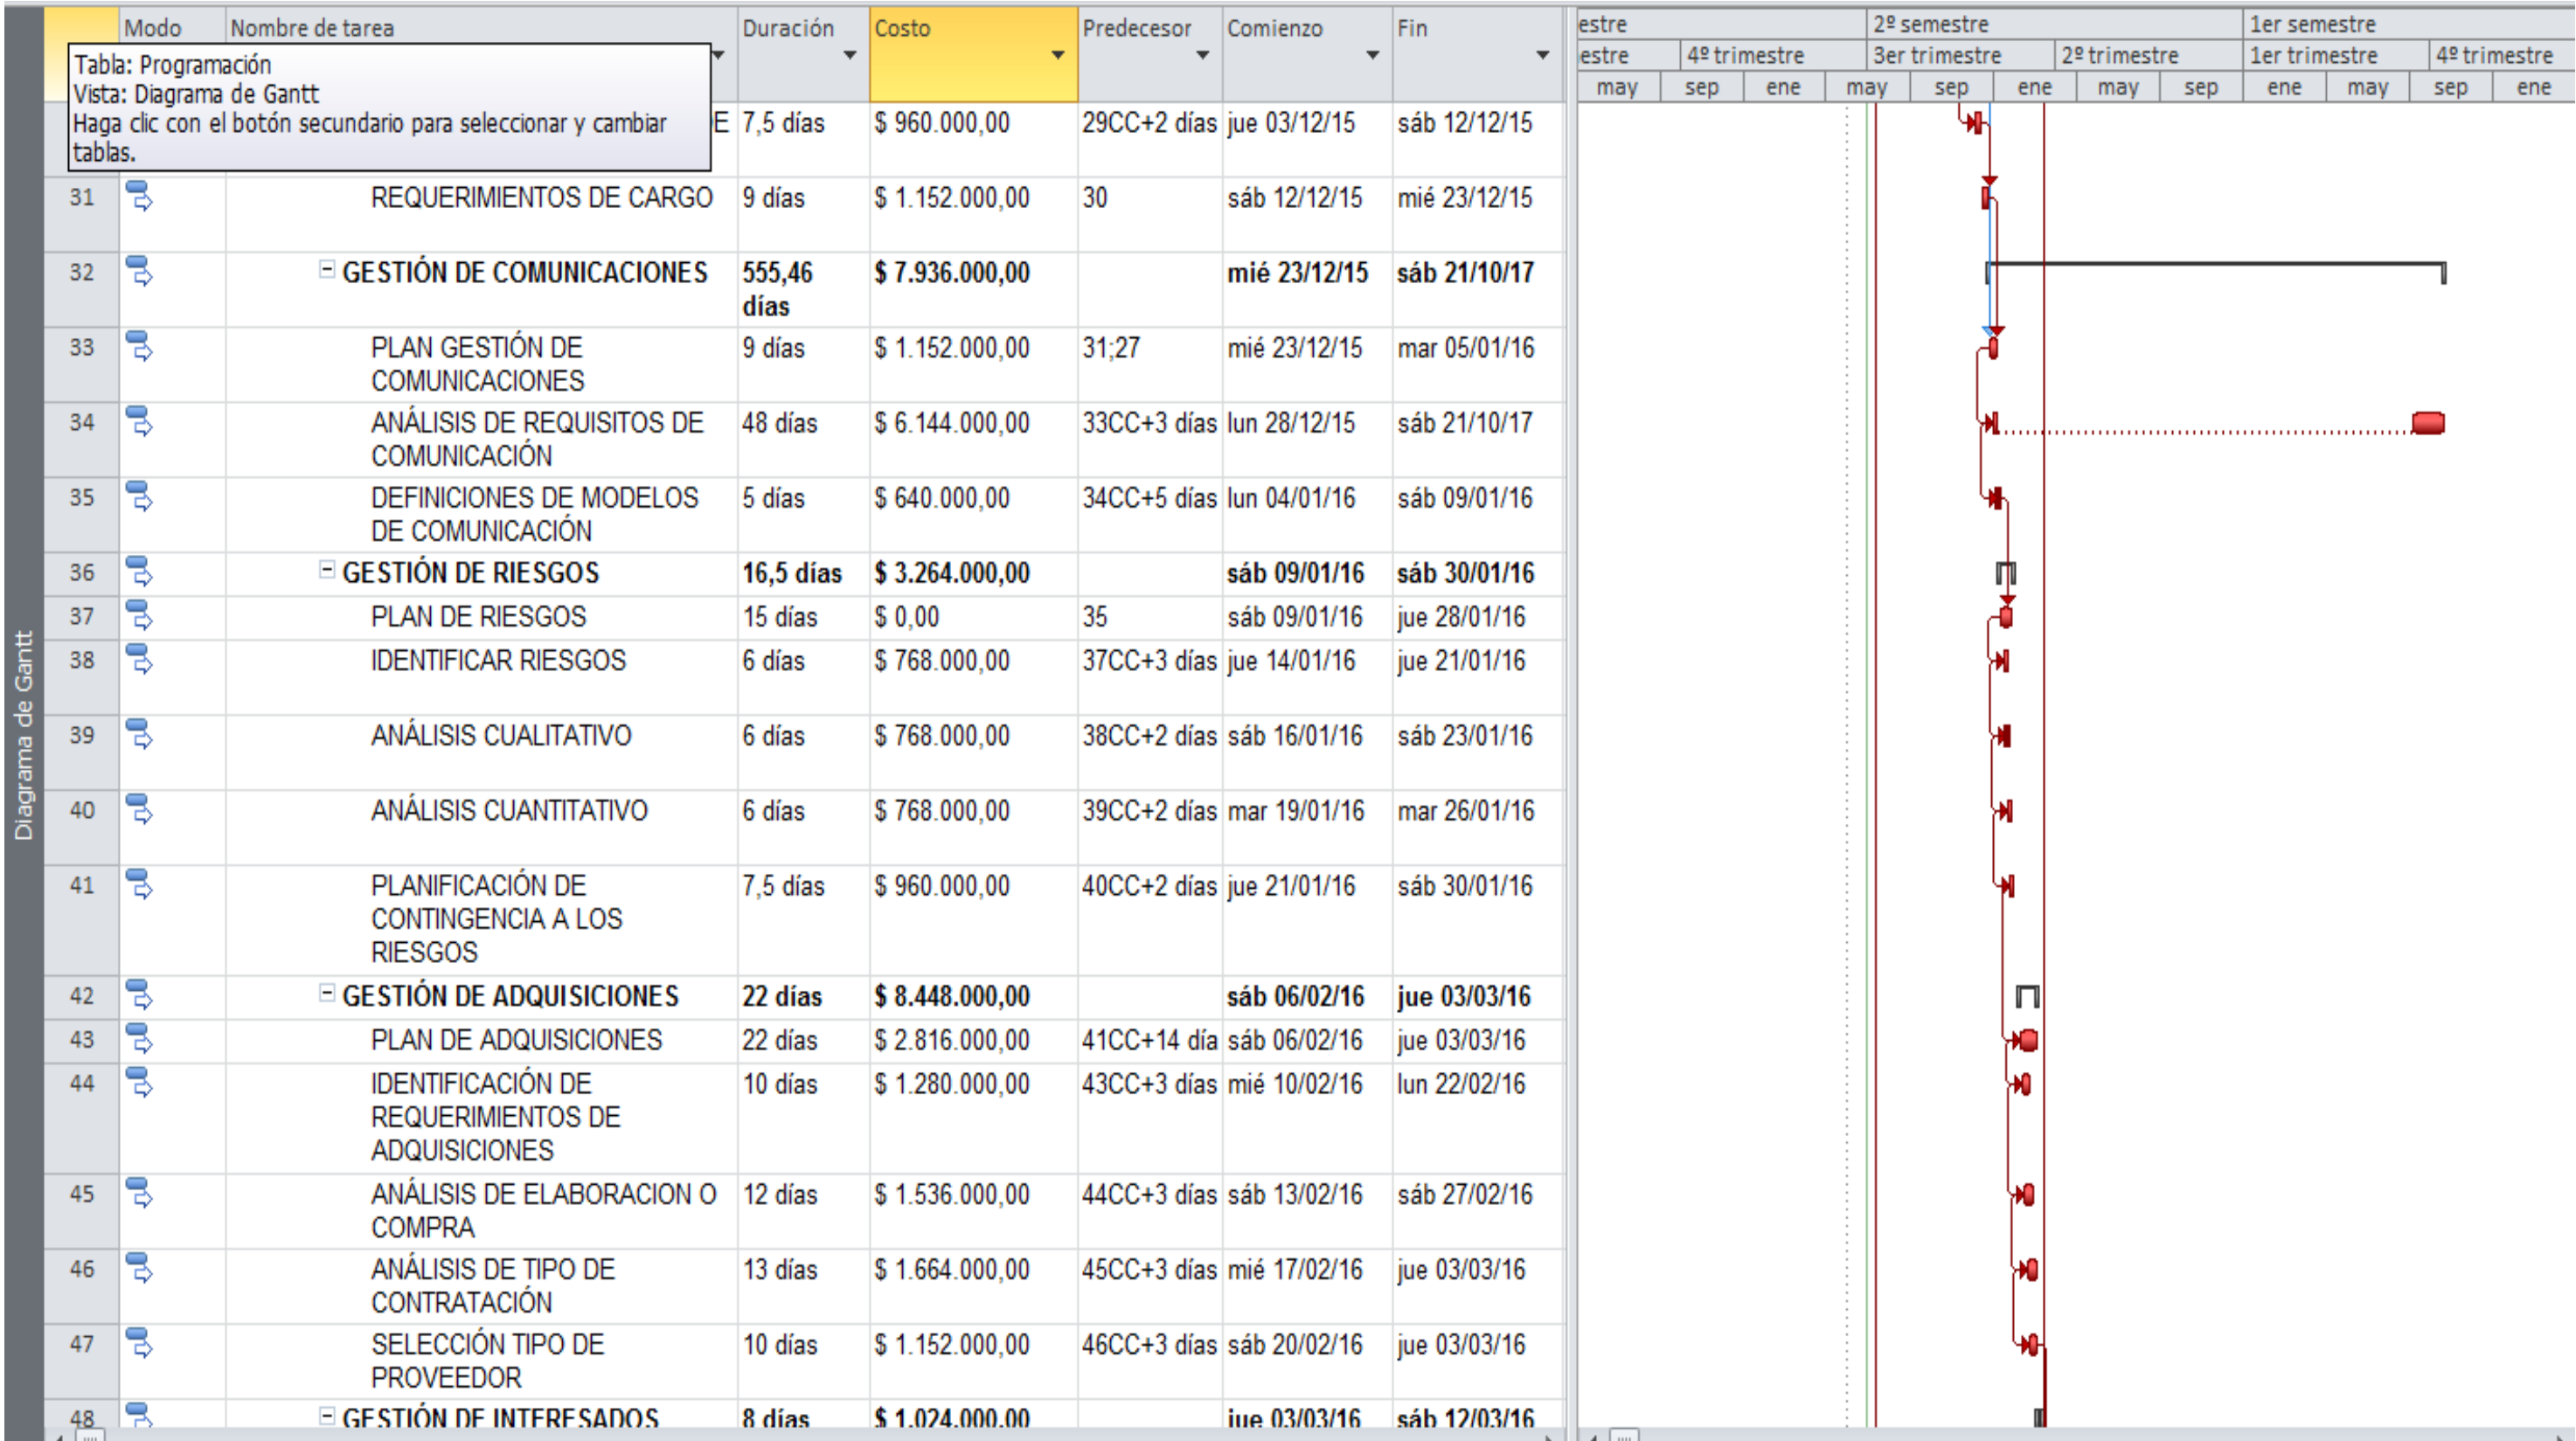 Modo Nombre de tarea Duración Costo Predecesor Comienzo Fin
Tabla: Programación
Vista: Diagrama de Gantt
Haga clic con el botón secundario para seleccionar y cambiar
tablas.
estre 2º semestre 1er semestre
estre 4º trimestre 3er trimestre 2º trimestre 1er trimestre 4º trimestre
may sep ene may sep ene may sep ene may sep ene
E 7,5 días $ 960.000,00 29CC+2 días jue 03/12/15 sáb 12/12/15
31 REQUERIMIENTOS DE CARGO 9 días $ 1.152.000,00 30 sáb 12/12/15 mié 23/12/15
32 GESTIÓN DE COMUNICACIONES 555,46 $ 7.936.000,00 mié 23/12/15 sáb 21/10/17
días
33 PLAN GESTIÓN DE 9 días $ 1.152.000,00 31;27 mié 23/12/15 mar 05/01/16
COMUNICACIONES
34 ANÁLISIS DE REQUISITOS DE 48 días $ 6.144.000,00 33CC+3 días lun 28/12/15 sáb 21/10/17
COMUNICACIÓN
35 DEFINICIONES DE MODELOS 5 días $ 640.000,00 34CC+5 días lun 04/01/16 sáb 09/01/16
DE COMUNICACIÓN
36 GESTIÓN DE RIESGOS 16,5 días $ 3.264.000,00 sáb 09/01/16 sáb 30/01/16
37 PLAN DE RIESGOS 15 días $ 0,00 35 sáb 09/01/16 jue 28/01/16
38 IDENTIFICAR RIESGOS 6 días $ 768.000,00 37CC+3 días jue 14/01/16 jue 21/01/16
39 ANÁLISIS CUALITATIVO 6 días $ 768.000,00 38CC+2 días sáb 16/01/16 sáb 23/01/16
40 ANÁLISIS CUANTITATIVO 6 días $ 768.000,00 39CC+2 días mar 19/01/16 mar 26/01/16
41 PLANIFICACIÓN DE 7,5 días $ 960.000,00 40CC+2 días jue 21/01/16 sáb 30/01/16
CONTINGENCIA A LOS
RIESGOS
42 GESTIÓN DE ADQUISICIONES 22 días $ 8.448.000,00 sáb 06/02/16 jue 03/03/16
43 PLAN DE ADQUISICIONES 22 días $ 2.816.000,00 41CC+14 día sáb 06/02/16 jue 03/03/16
44 IDENTIFICACIÓN DE 10 días $ 1.280.000,00 43CC+3 días mié 10/02/16 lun 22/02/16
REQUERIMIENTOS DE
ADQUISICIONES
45 ANÁLISIS DE ELABORACION O 12 días $ 1.536.000,00 44CC+3 días sáb 13/02/16 sáb 27/02/16
COMPRA
46 ANÁLISIS DE TIPO DE 13 días $ 1.664.000,00 45CC+3 días mié 17/02/16 jue 03/03/16
CONTRATACIÓN
47 SELECCIÓN TIPO DE 10 días $ 1.152.000,00 46CC+3 días sáb 20/02/16 jue 03/03/16
PROVEEDOR
48 GESTIÓN DE INTERESADOS 8 días $ 1.024.000,00 jue 03/03/16 sáb 12/03/16
Diagrama de Gantt